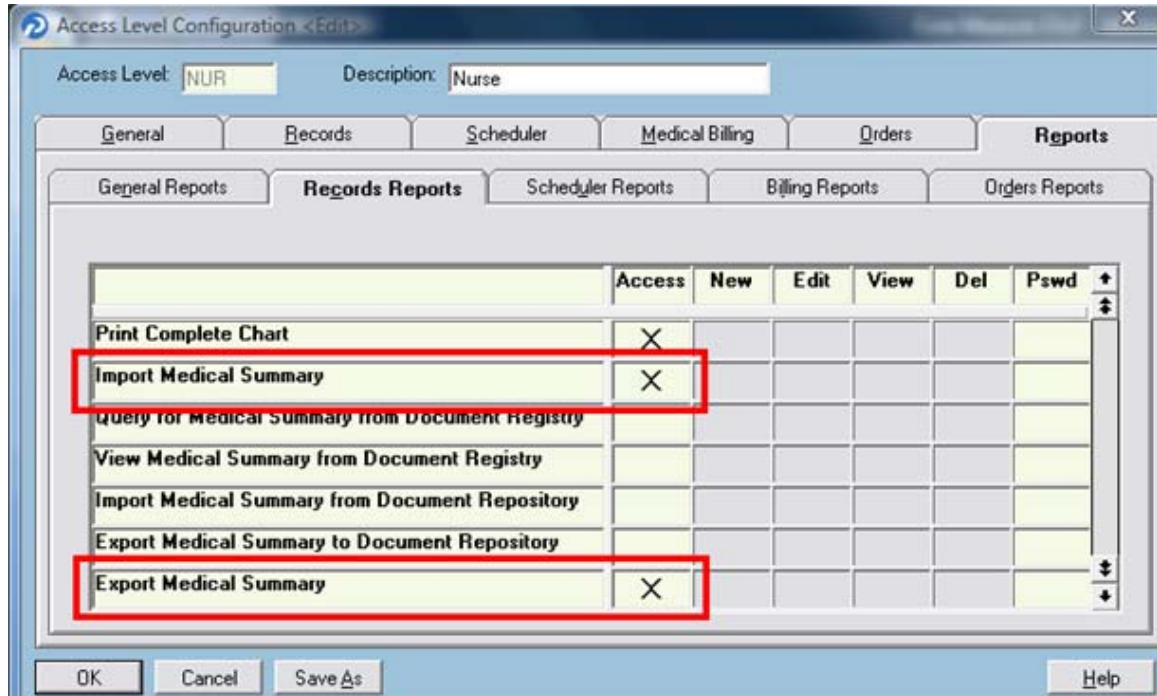 Access Level Configuration <Edit>
Access Level: NUR Description: Nurse
General Records Scheduler Medical Billing Orders Reports
General Reports Records Reports Scheduler Reports Billing Reports Orders Reports
Access New Edit View Del Pswd
Print Complete Chart X
Import Medical Summary X
Query for Medical Summary from Document Registry
View Medical Summary from Document Registry
Import Medical Summary from Document Repository
Export Medical Summary to Document Repository
Export Medical Summary X
OK Cancel Save As Help